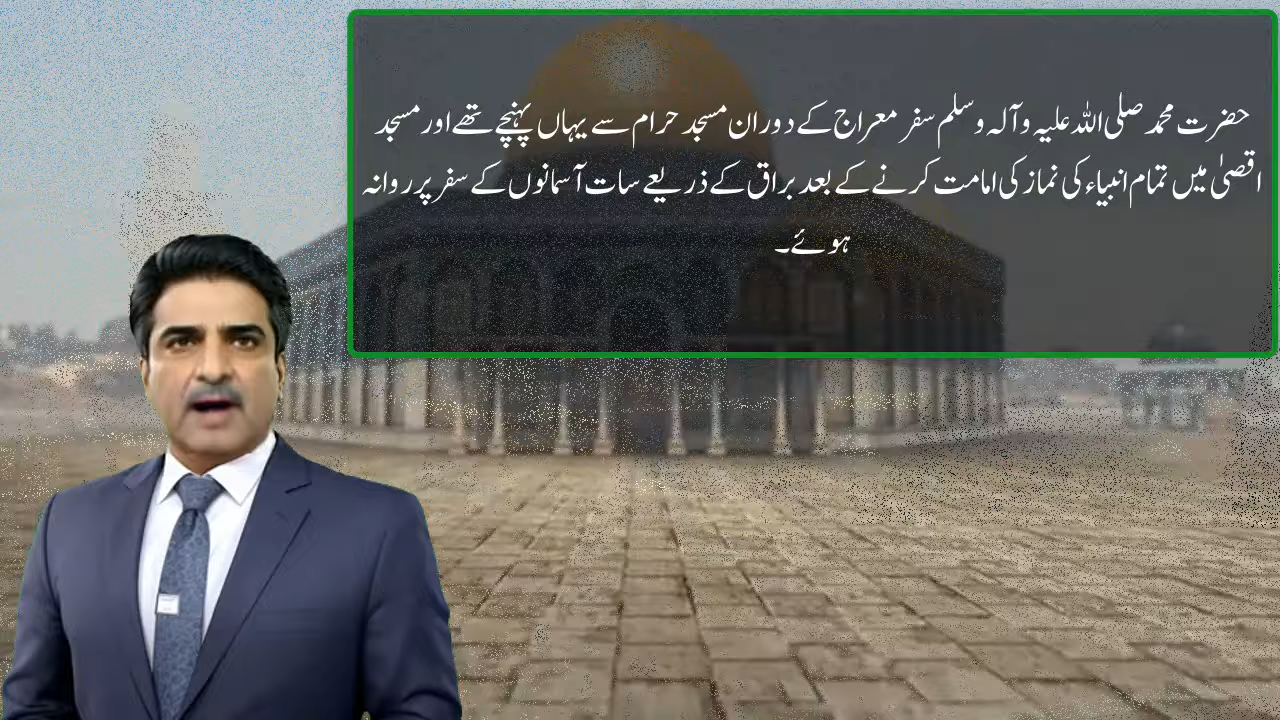 حضرت محمد صلی اللہ علیہ وآلہ وسلم سفر معراج کے دوران مسجد حرام سے یہاں پہنچے تھے اور مسجد
اقصیٰ میں تمام انبیاء کی نماز کی امامت کرنے کے بعد براق کے ذریعے سات آسمانوں کے سفر پر روانہ
ہوئے۔